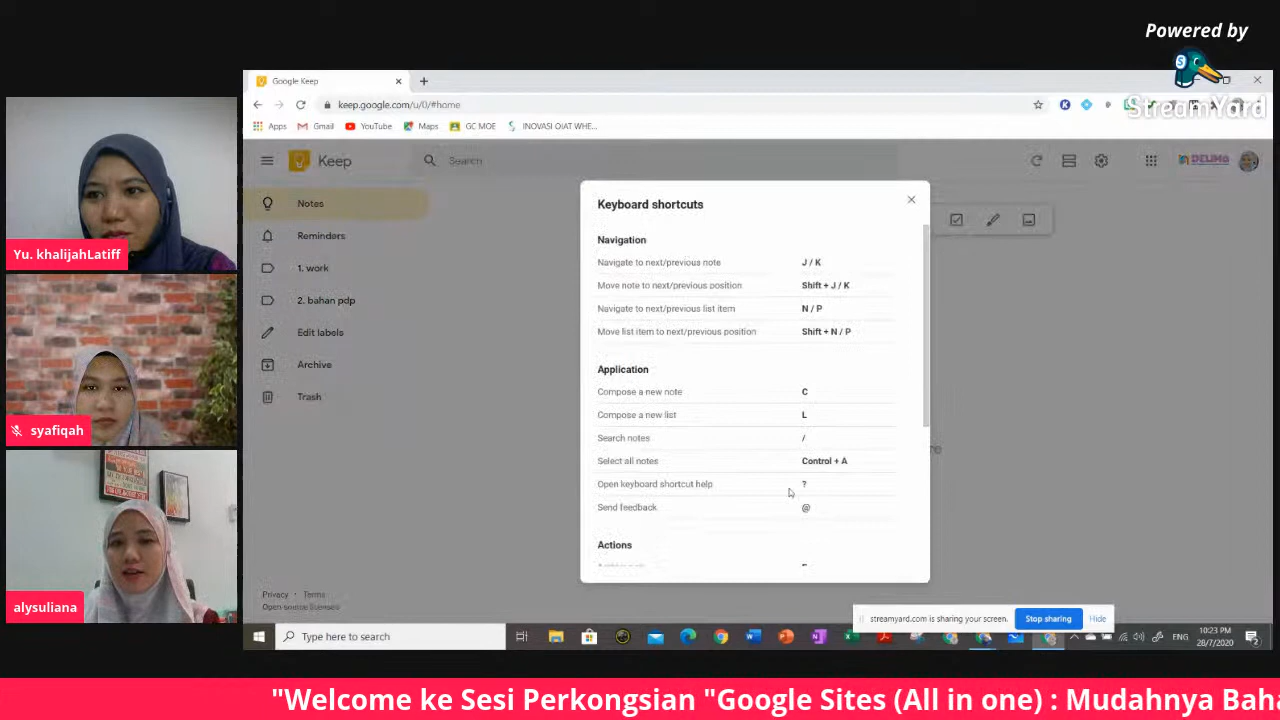 Powered by
StreamYard
Google Keep
keep.google.com/u/0/#home
Apps
Gmail
YouTube
Maps
GC MOE
INOVASI OIAT WHE...
Keep
Search
DELIMa
Notes
Reminders
1. work
2. bahan pdp
Edit labels
Archive
Trash
Keyboard shortcuts
Navigation
Navigate to next/previous note J / K
Move note to next/previous position Shift + J / K
Navigate to next/previous list item N / P
Move list item to next/previous position Shift + N / P
Application
Compose a new note C
Compose a new list L
Search notes /
Select all notes Control + A
Open keyboard shortcut help ?
Send feedback @
Actions
Privacy · Terms
Open-source licenses
Yu. khalijahLatiff
syafiqah
alysuliana
streamyard.com is sharing your screen.
Stop sharing
Hide
Type here to search
ENG
10:23 PM
28/7/2020
"Welcome ke Sesi Perkongsian "Google Sites (All in one) : Mudahnya Baha